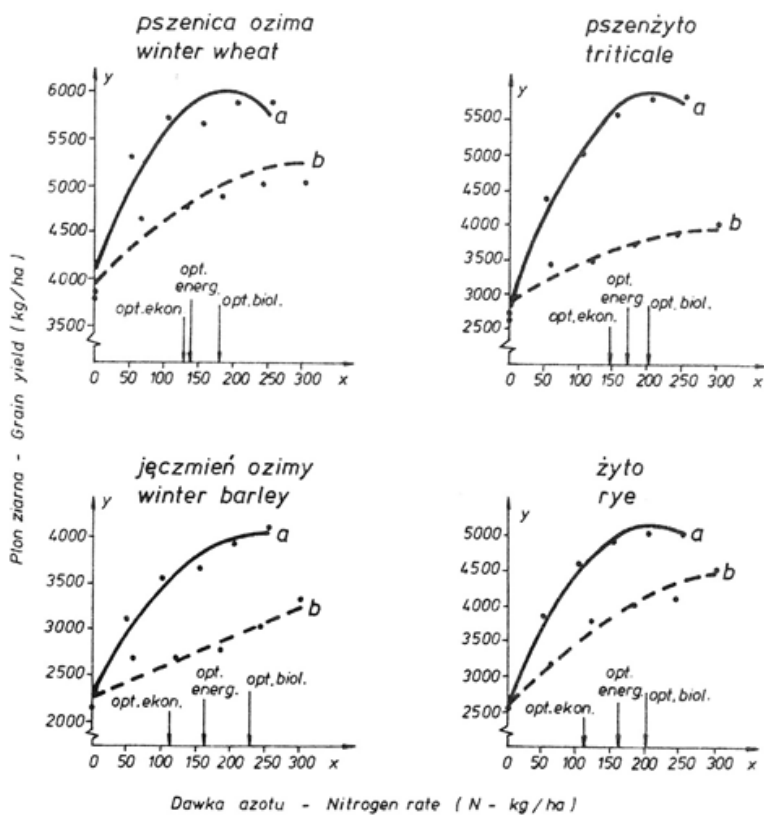 pszenica ozima
winter wheat
y
6000
5500
5000
4500
4000
3500
a
b
opt.
energ.
opt.ekon.
opt.biol.
0 50 100 150 200 250 300 x
pszenżyto
triticale
y
5500
5000
4500
4000
3500
3000
2500
a
b
opt.
energ.
opt.ekon.
opt.biol.
0 50 100 150 200 250 300 x
jęczmień ozimy
winter barley
y
4000
3500
3000
2500
2000
a
b
opt.
energ.
opt.ekon.
opt.biol.
0 50 100 150 200 250 300 x
żyto
rye
y
5000
4500
4000
3500
3000
2500
a
b
opt.
energ.
opt.ekon.
opt.biol.
0 50 100 150 200 250 300 x
Plon ziarna - Grain yield (kg/ha)
Dawka azotu - Nitrogen rate (N - kg/ha)